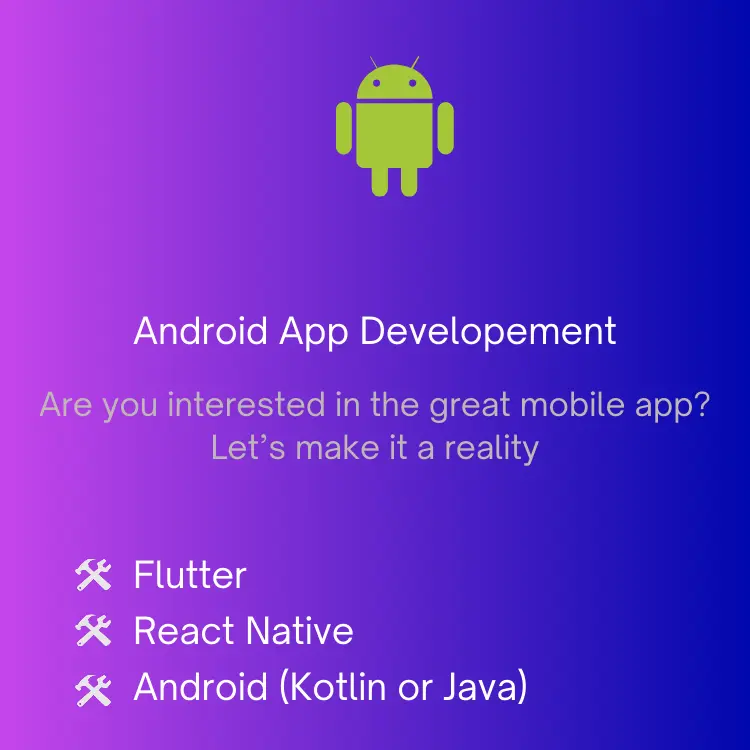 Android App Developement
Are you interested in the great mobile app?
Let’s make it a reality
Flutter
React Native
Android (Kotlin or Java)